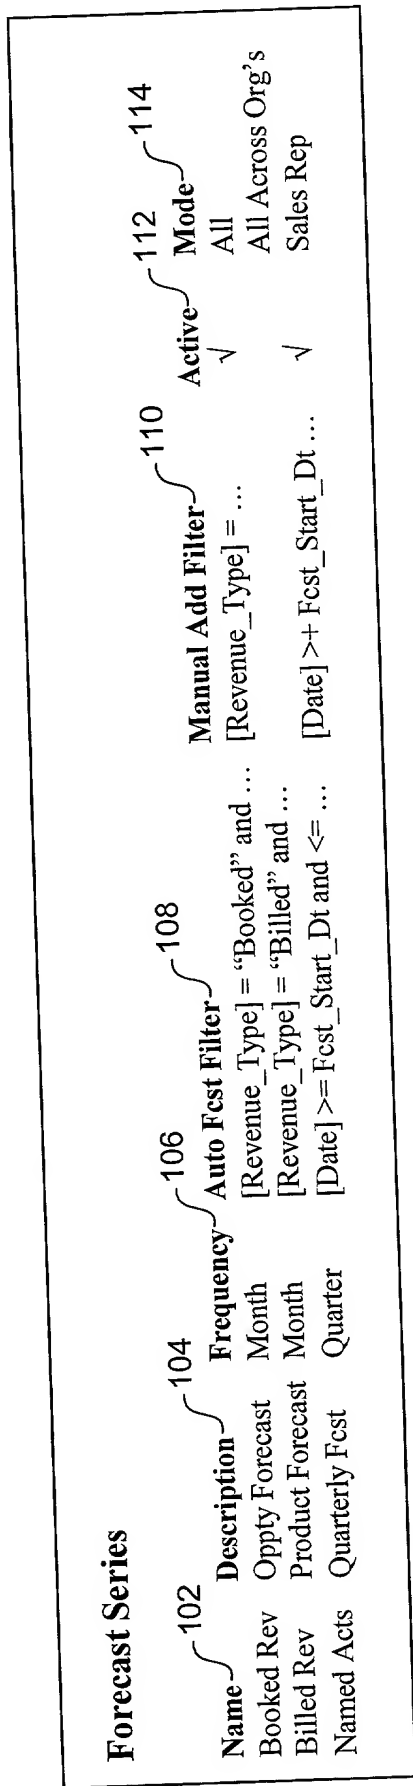 Forecast Series
102 104 106 108 110 112 114
Name Description Frequency Auto Fcst Filter Manual Add Filter Active Mode
Booked Rev Oppty Forecast Month [Revenue_Type] = “Booked” and … [Revenue_Type] = … √ All
Billed Rev Product Forecast Month [Revenue_Type] = “Billed” and … All Across Org's
Named Acts Quarterly Fcst Quarter [Date] >= Fcst_Start_Dt and <= … [Date] >+ Fcst_Start_Dt … √ Sales Rep